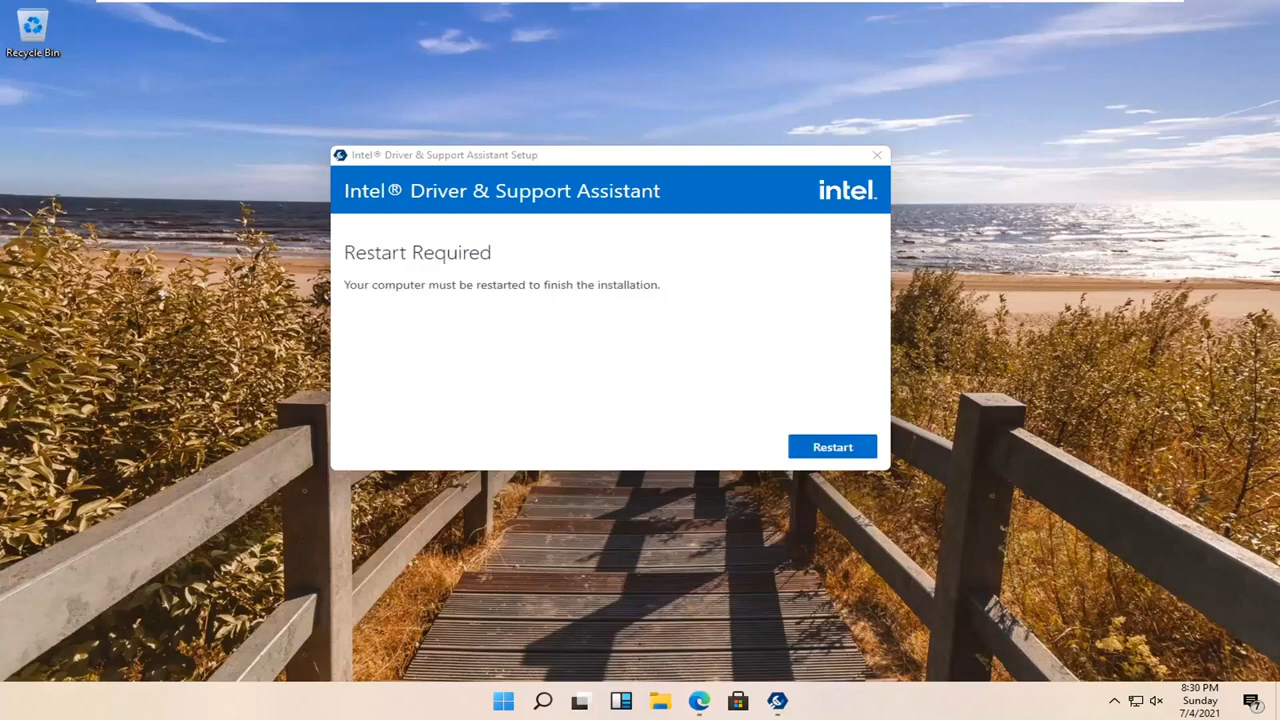 Recycle Bin
Intel® Driver & Support Assistant Setup
Intel® Driver & Support Assistant
intel.
Restart Required
Your computer must be restarted to finish the installation.
Restart
8:30 PM
Sunday
7/4/2021
7